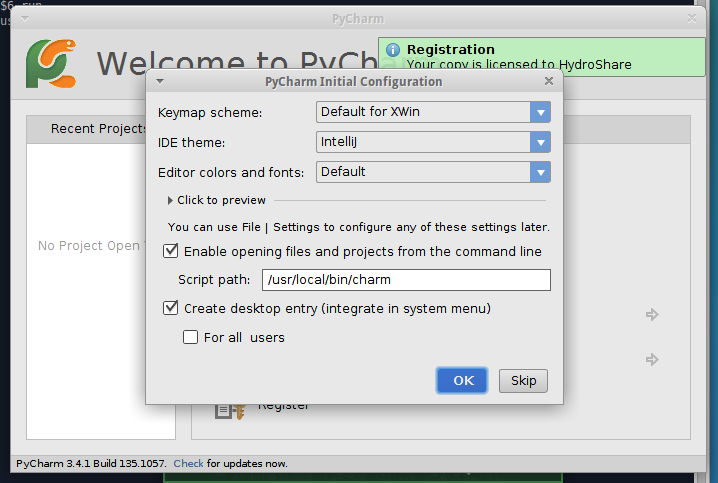 $6 run
us
PyCharm
Welcome to PyCharm
Registration
Your copy is licensed to HydroShare
PyCharm Initial Configuration
Recent Projects
No Project Open
Keymap scheme: Default for XWin
IDE theme: IntelliJ
Editor colors and fonts: Default
Click to preview
You can use File | Settings to configure any of these settings later.
Enable opening files and projects from the command line
Script path: /usr/local/bin/charm
Create desktop entry (integrate in system menu)
For all users
OK Skip
Register
PyCharm 3.4.1 Build 135.1057. Check for updates now.